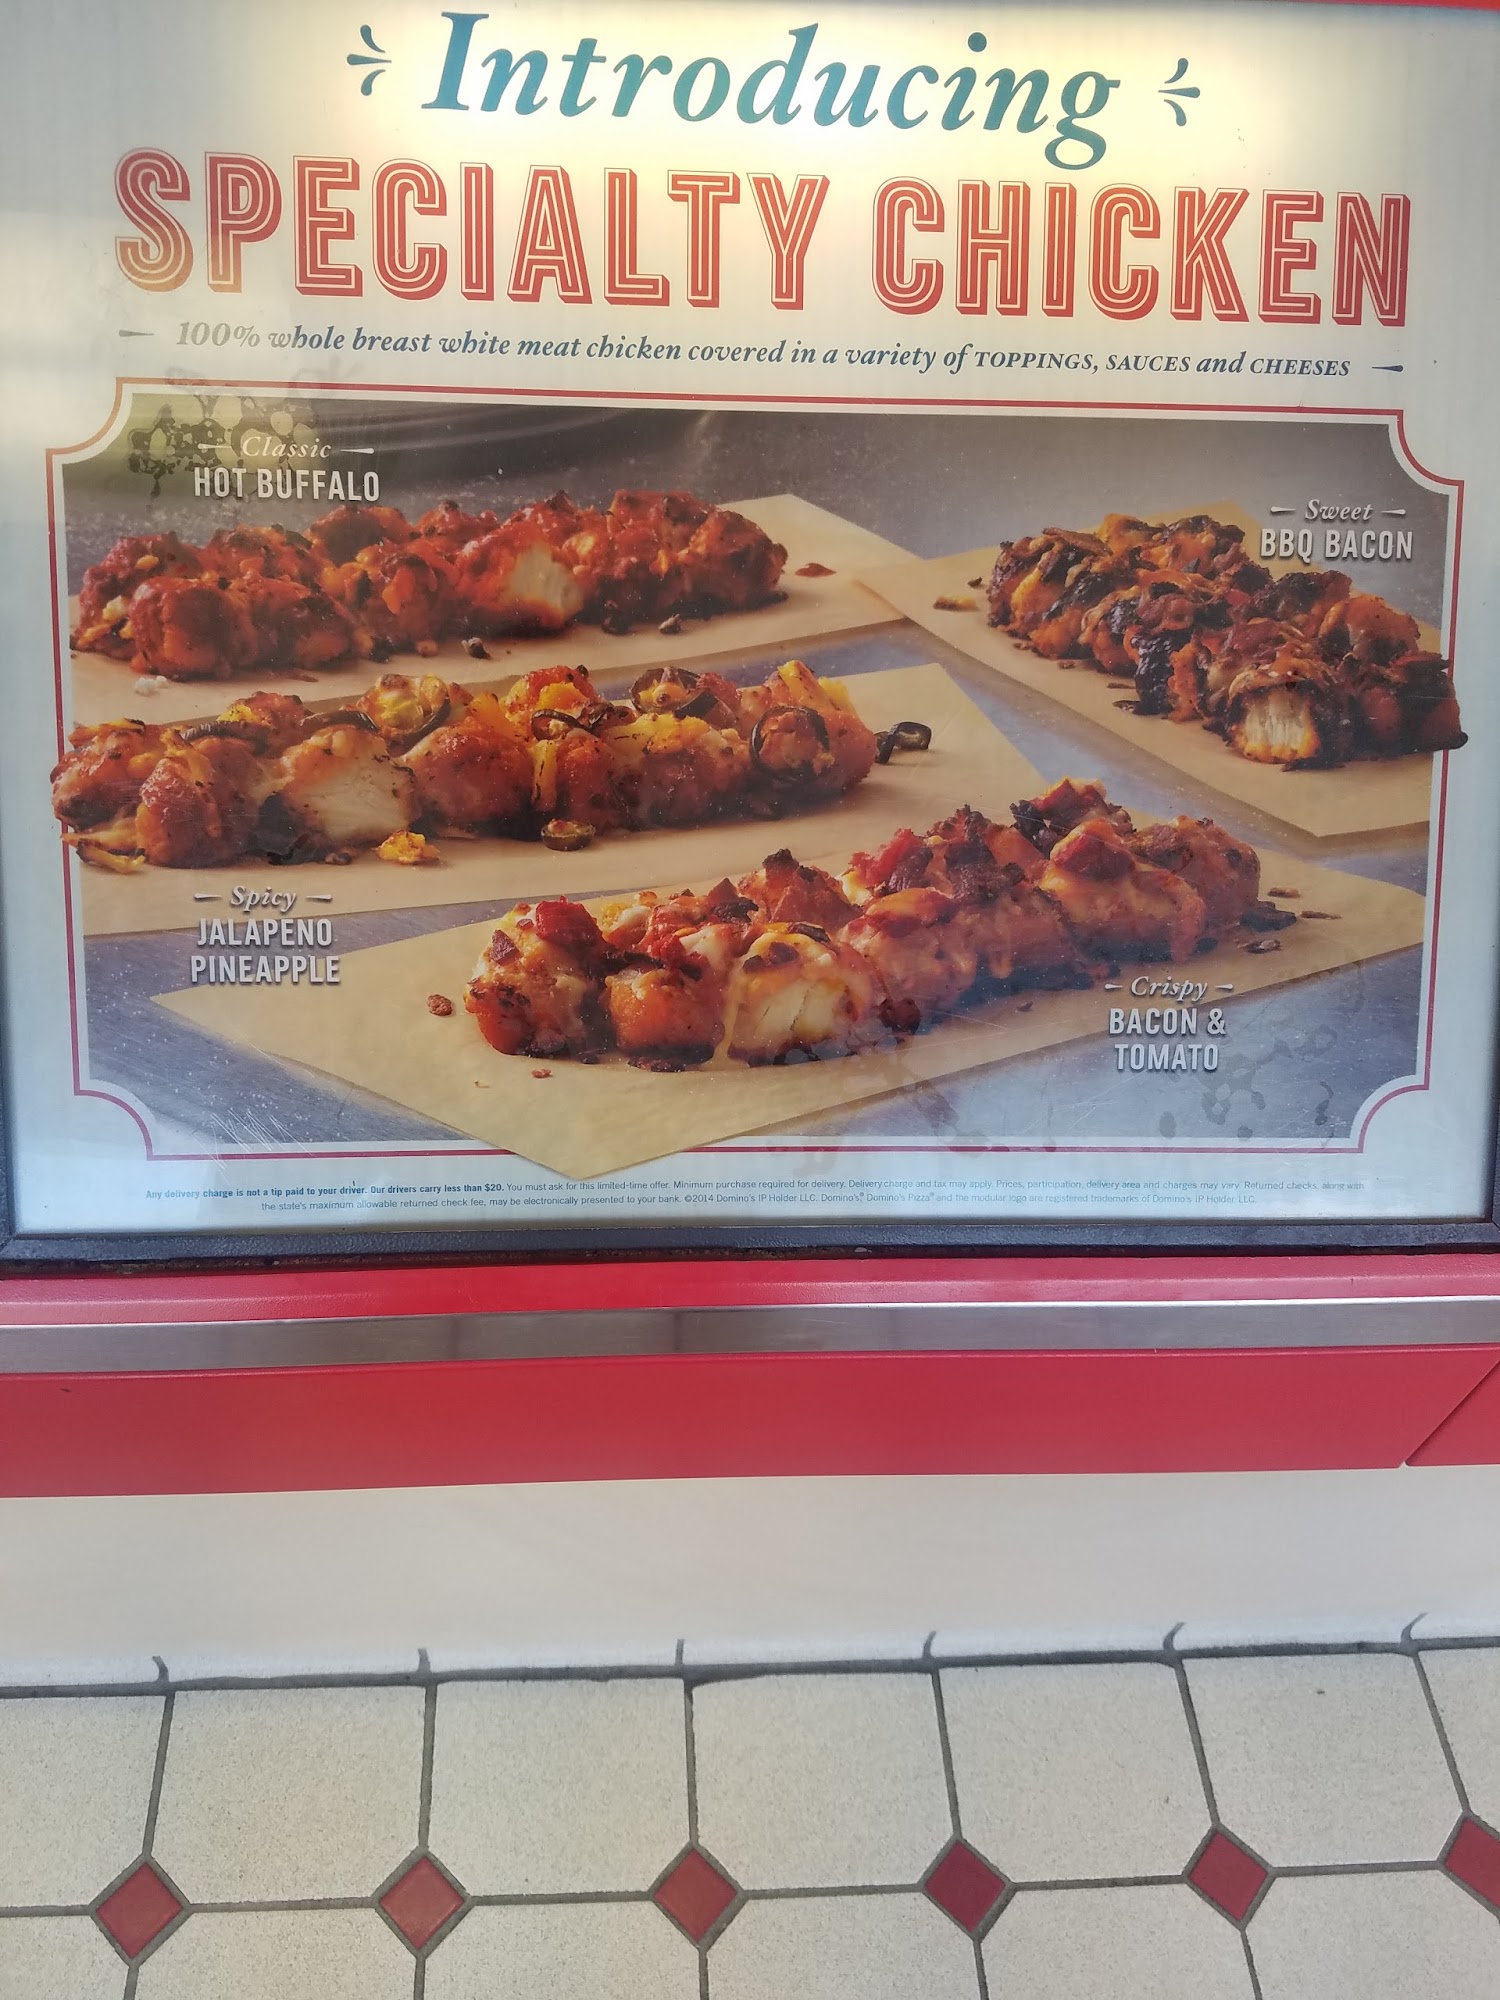 Introducing
SPECIALTY CHICKEN
100% whole breast white meat chicken covered in a variety of TOPPINGS, SAUCES and CHEESES
Classic
HOT BUFFALO
Sweet
BBQ BACON
Spicy
JALAPENO
PINEAPPLE
Crispy
BACON &
TOMATO
Any delivery charge is not a tip paid to your driver. Our drivers carry less than $20. You must ask for this limited-time offer. Minimum purchase required for delivery. Delivery charge and tax may apply. Prices, participation, delivery area and charges may vary. Returned checks, along with
the state's maximum allowable returned check fee, may be electronically presented to your bank. ©2014 Domino's IP Holder LLC. Domino's®, Domino's Pizza® and the modular logo are registered trademarks of Domino's IP Holder LLC.